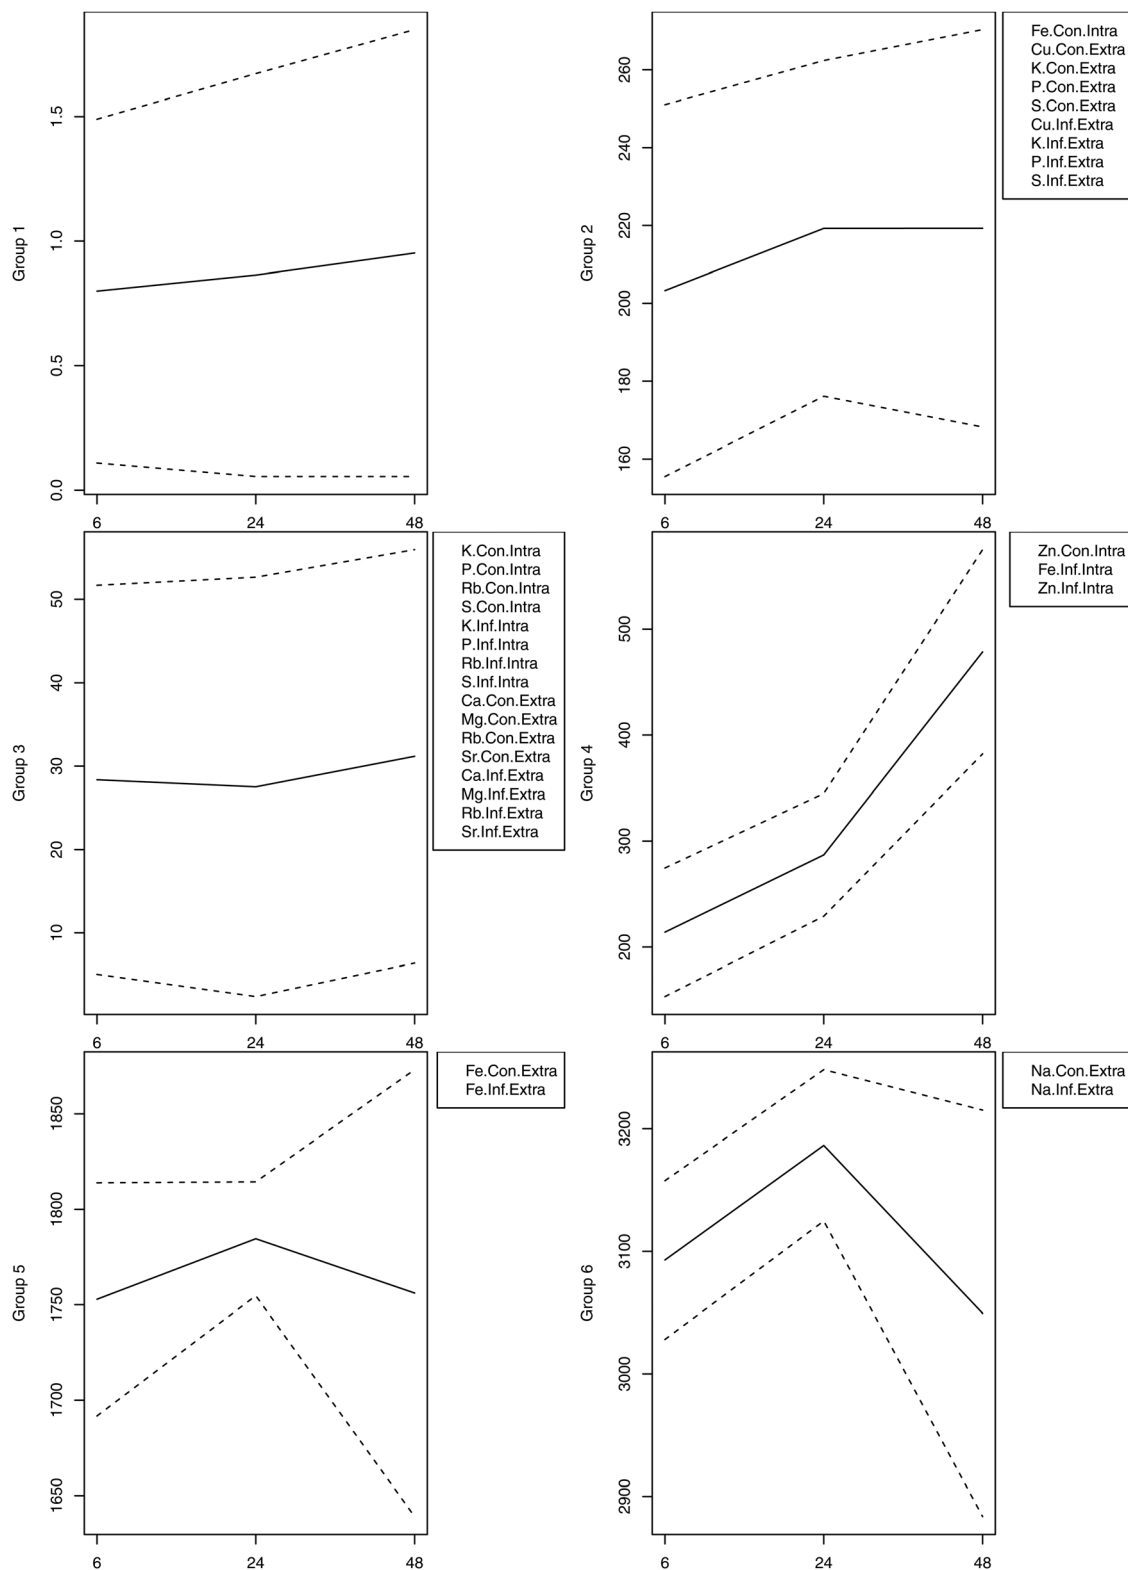 Group 1
1.5
1.0
0.5
0.0
6
24
48
Group 2
260
240
220
200
180
160
6
24
48
Fe.Con.Intra
Cu.Con.Extra
K.Con.Extra
P.Con.Extra
S.Con.Extra
Cu.Inf.Extra
K.Inf.Extra
P.Inf.Extra
S.Inf.Extra
Group 3
50
40
30
20
10
6
24
48
K.Con.Intra
P.Con.Intra
Rb.Con.Intra
S.Con.Intra
K.Inf.Intra
P.Inf.Intra
Rb.Inf.Intra
S.Inf.Intra
Ca.Con.Extra
Mg.Con.Extra
Rb.Con.Extra
Sr.Con.Extra
Ca.Inf.Extra
Mg.Inf.Extra
Rb.Inf.Extra
Sr.Inf.Extra
Group 4
500
400
300
200
6
24
48
Zn.Con.Intra
Fe.Inf.Intra
Zn.Inf.Intra
Group 5
1850
1800
1750
1700
1650
6
24
48
Fe.Con.Extra
Fe.Inf.Extra
Group 6
3200
3100
3000
2900
6
24
48
Na.Con.Extra
Na.Inf.Extra